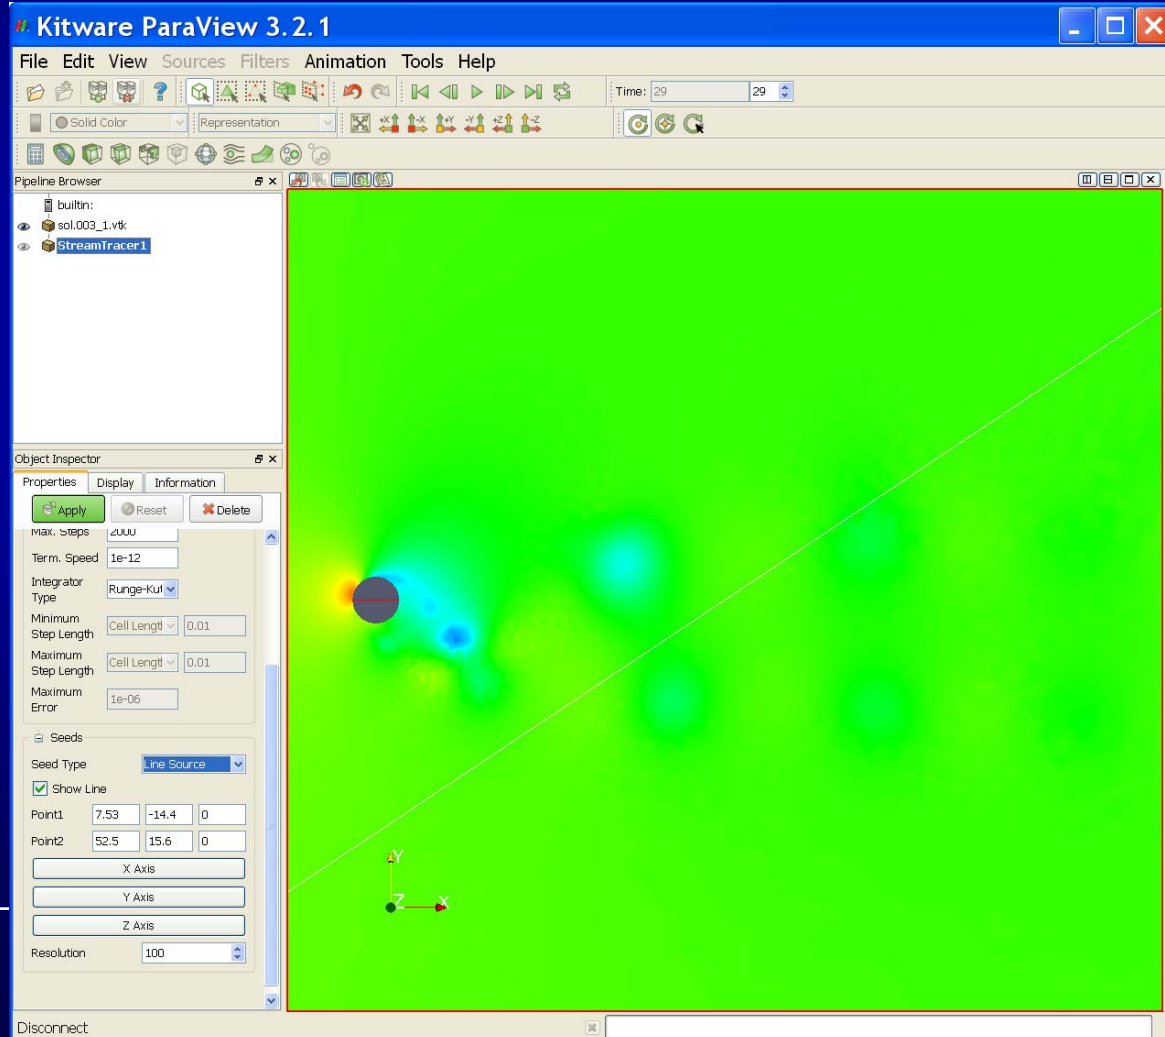 Kitware ParaView 3.2.1
File Edit View Sources Filters Animation Tools Help
Time: 29 29
Solid Color Representation
+X -X +Y -Y +Z -Z
Pipeline Browser
builtin:
sol.003_1.vtk
StreamTracer1
Object Inspector
Properties Display Information
Apply Reset Delete
Max. Steps 2000
Term. Speed 1e-12
Integrator Type Runge-Kut
Minimum Step Length Cell Lengtl 0.01
Maximum Step Length Cell Lengtl 0.01
Maximum Error 1e-06
Seeds
Seed Type Line Source
Show Line
Point1 7.53 -14.4 0
Point2 52.5 15.6 0
X Axis
Y Axis
Z Axis
Resolution 100
Y
Z X
Disconnect